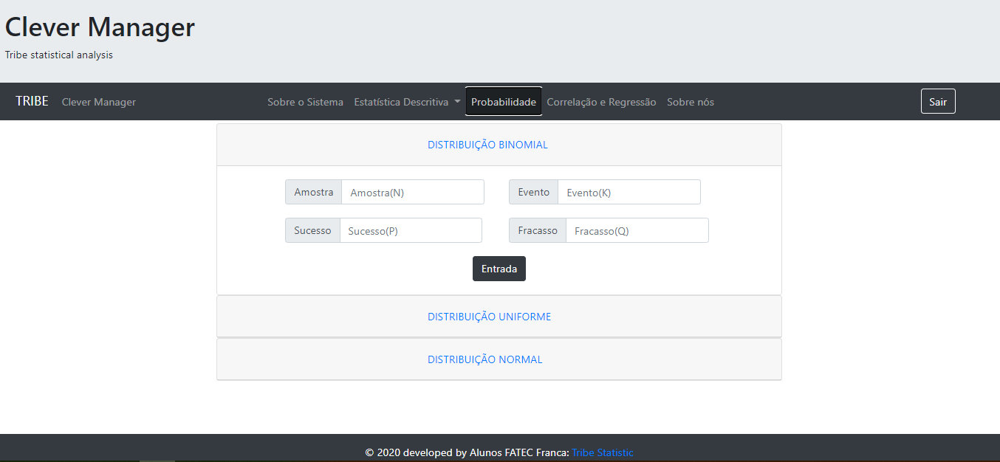 Clever Manager
Tribe statistical analysis
TRIBE Clever Manager Sobre o Sistema Estatística Descritiva Probabilidade Correlação e Regressão Sobre nós Sair
DISTRIBUIÇÃO BINOMIAL
Amostra Amostra(N) Evento Evento(K)
Sucesso Sucesso(P) Fracasso Fracasso(Q)
Entrada
DISTRIBUIÇÃO UNIFORME
DISTRIBUIÇÃO NORMAL
© 2020 developed by Alunos FATEC Franca: Tribe Statistic